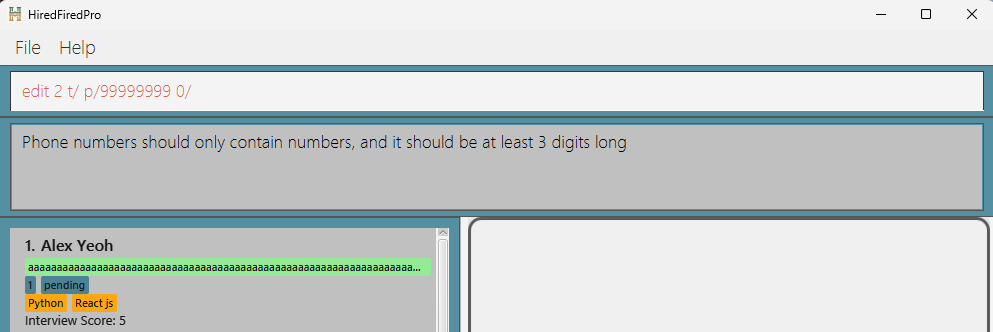 HiredFiredPro
File Help
edit 2 t/ p/99999999 0/
Phone numbers should only contain numbers, and it should be at least 3 digits long
1. Alex Yeoh
aaaaaaaaaaaaaaaaaaaaaaaaaaaaaaaaaaaaaaaaaaaaaaaaaaaaaaaaaaaaaaaaaaaa...
1 pending
Python React js
Interview Score: 5